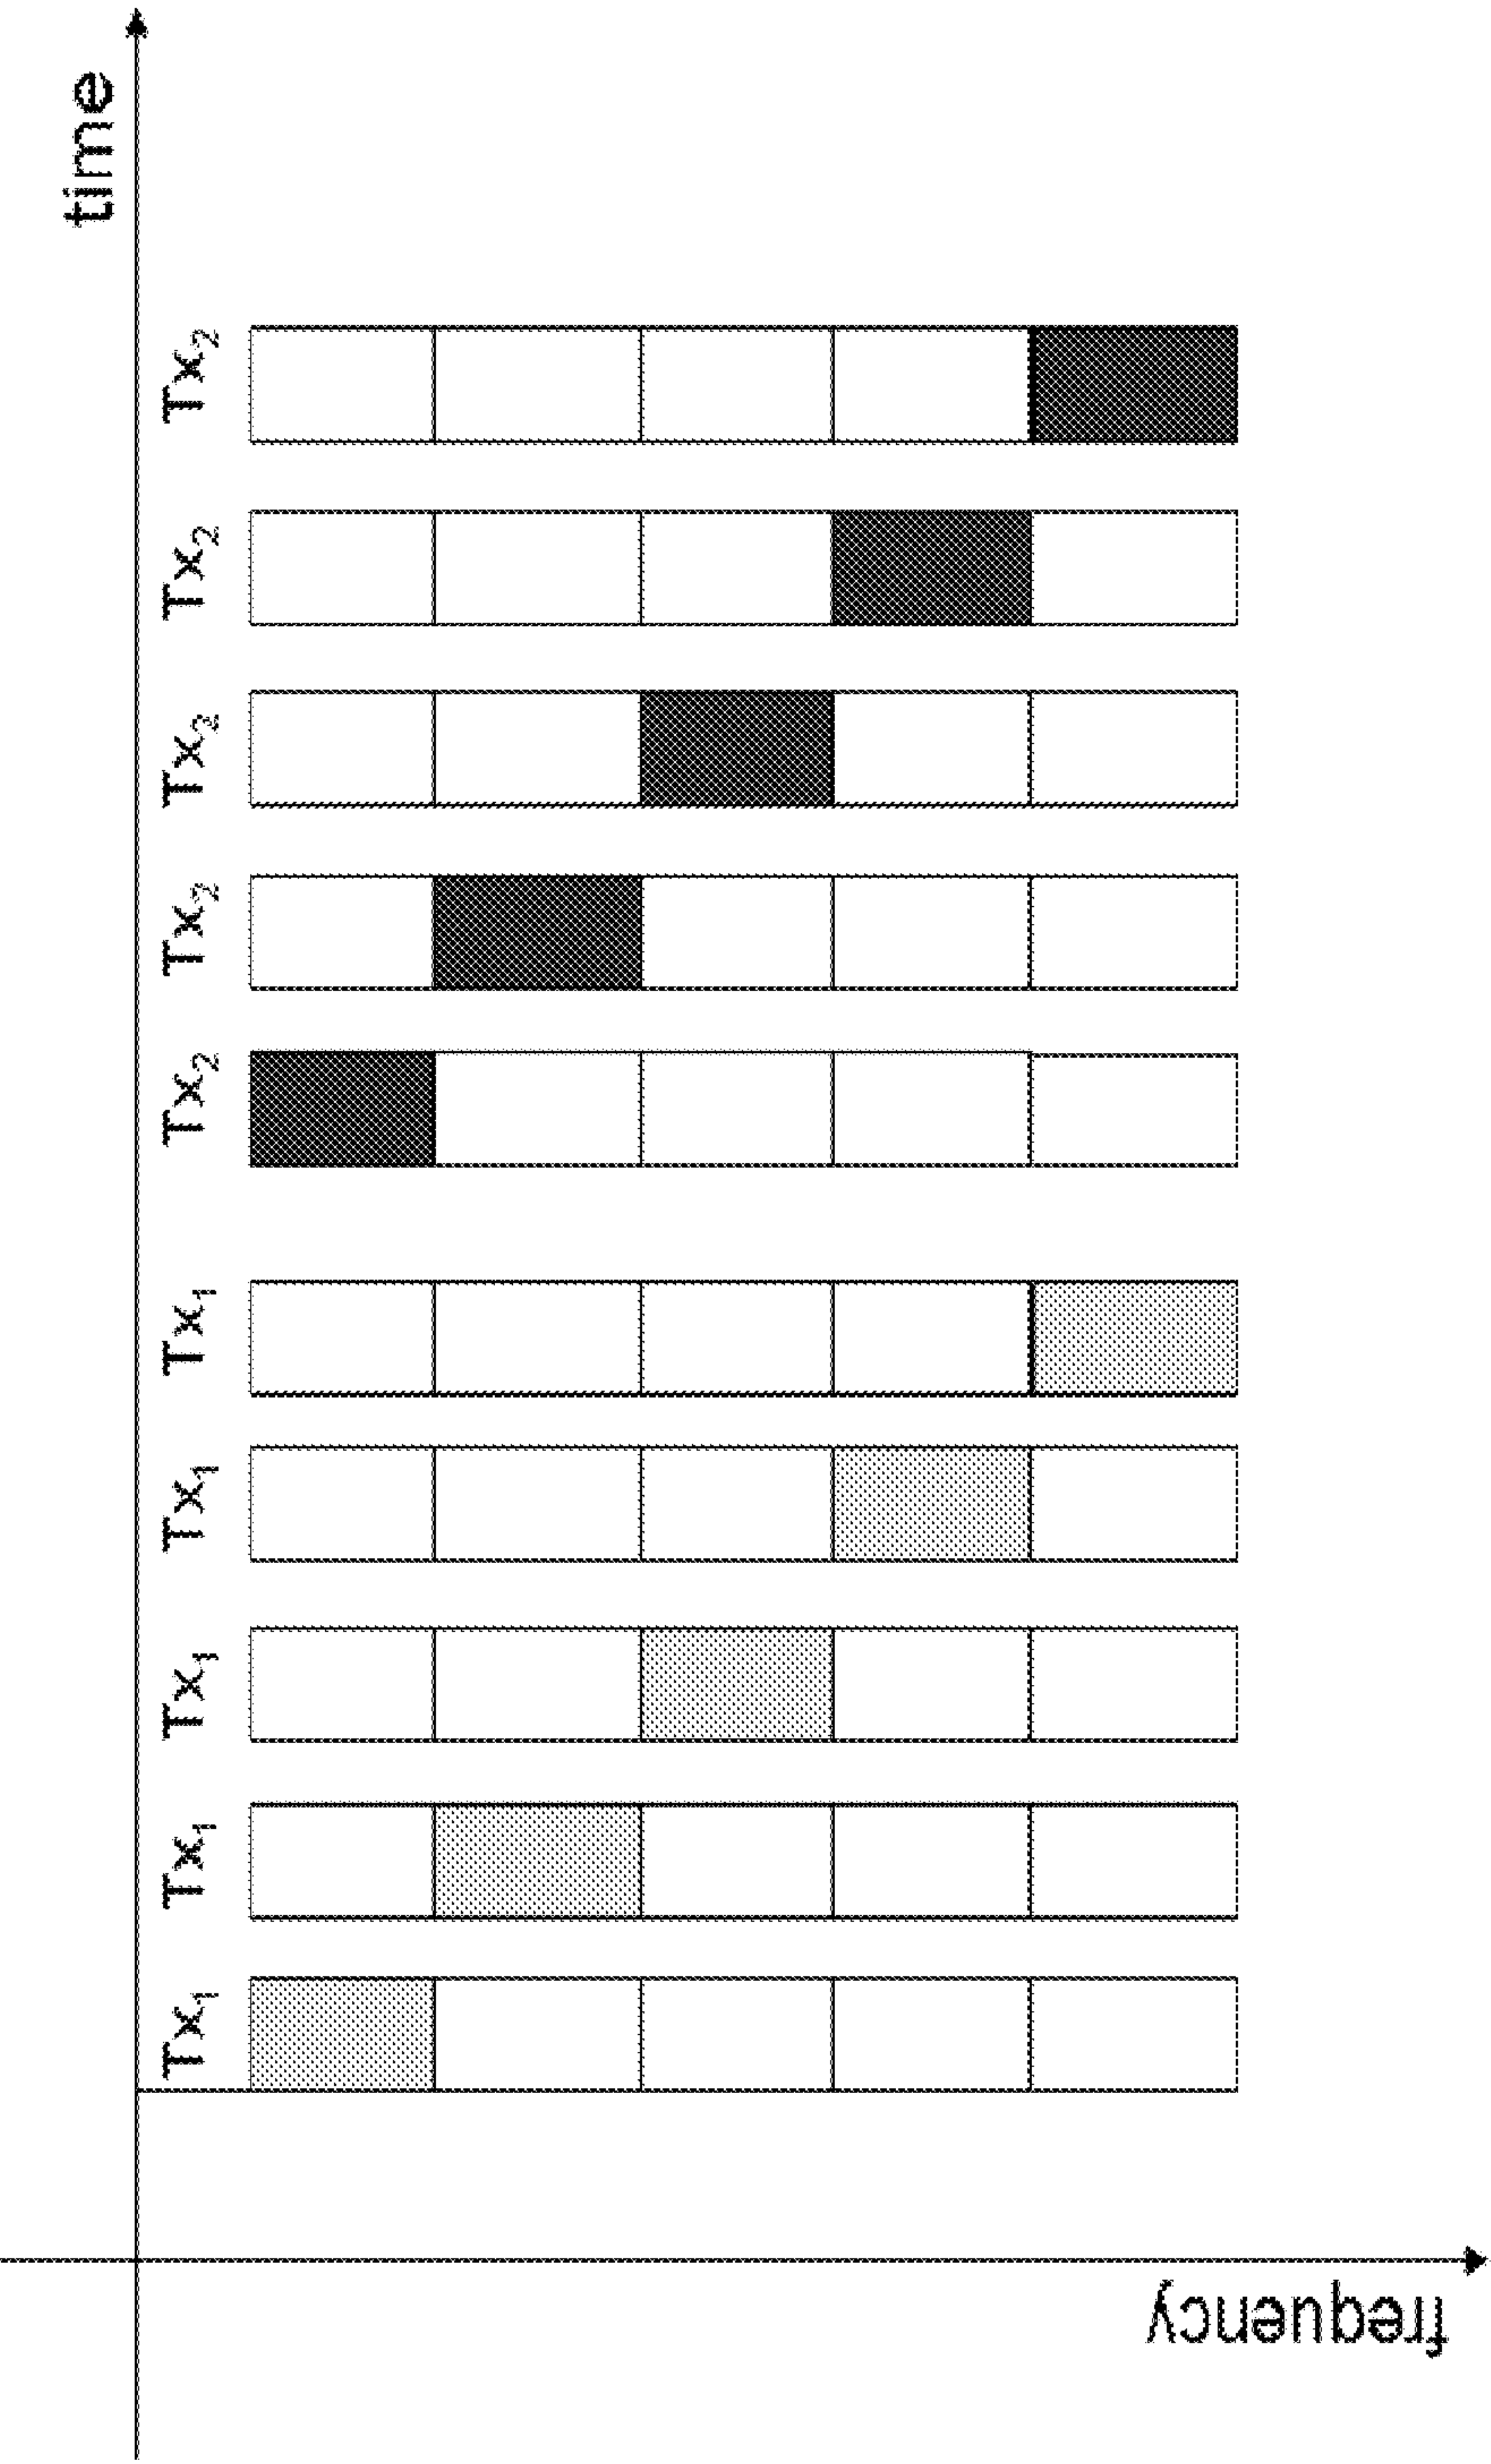 time
Tx₁ Tx₁ Tx₁ Tx₁ Tx₁ Tx₂ Tx₂ Tx₂ Tx₂ Tx₂
frequency